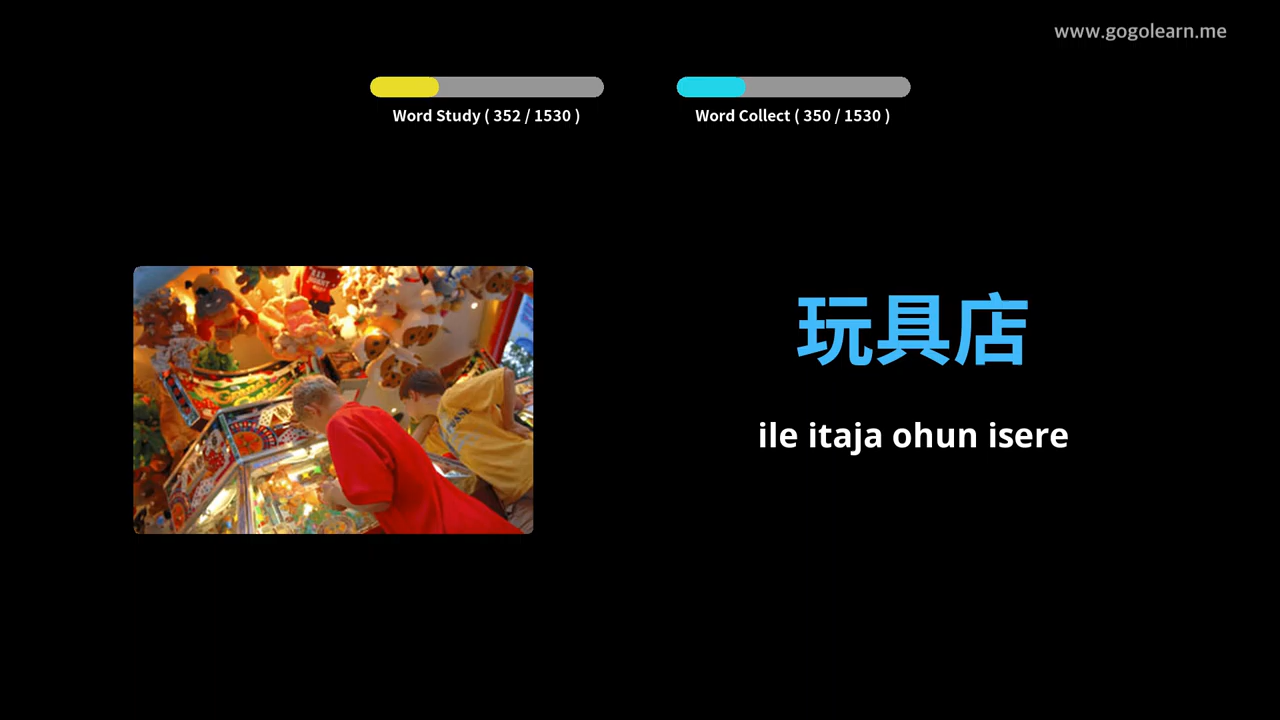 www.gogolearn.me
Word Study ( 352 / 1530 )
Word Collect ( 350 / 1530 )
玩具店
ile itaja ohun isere